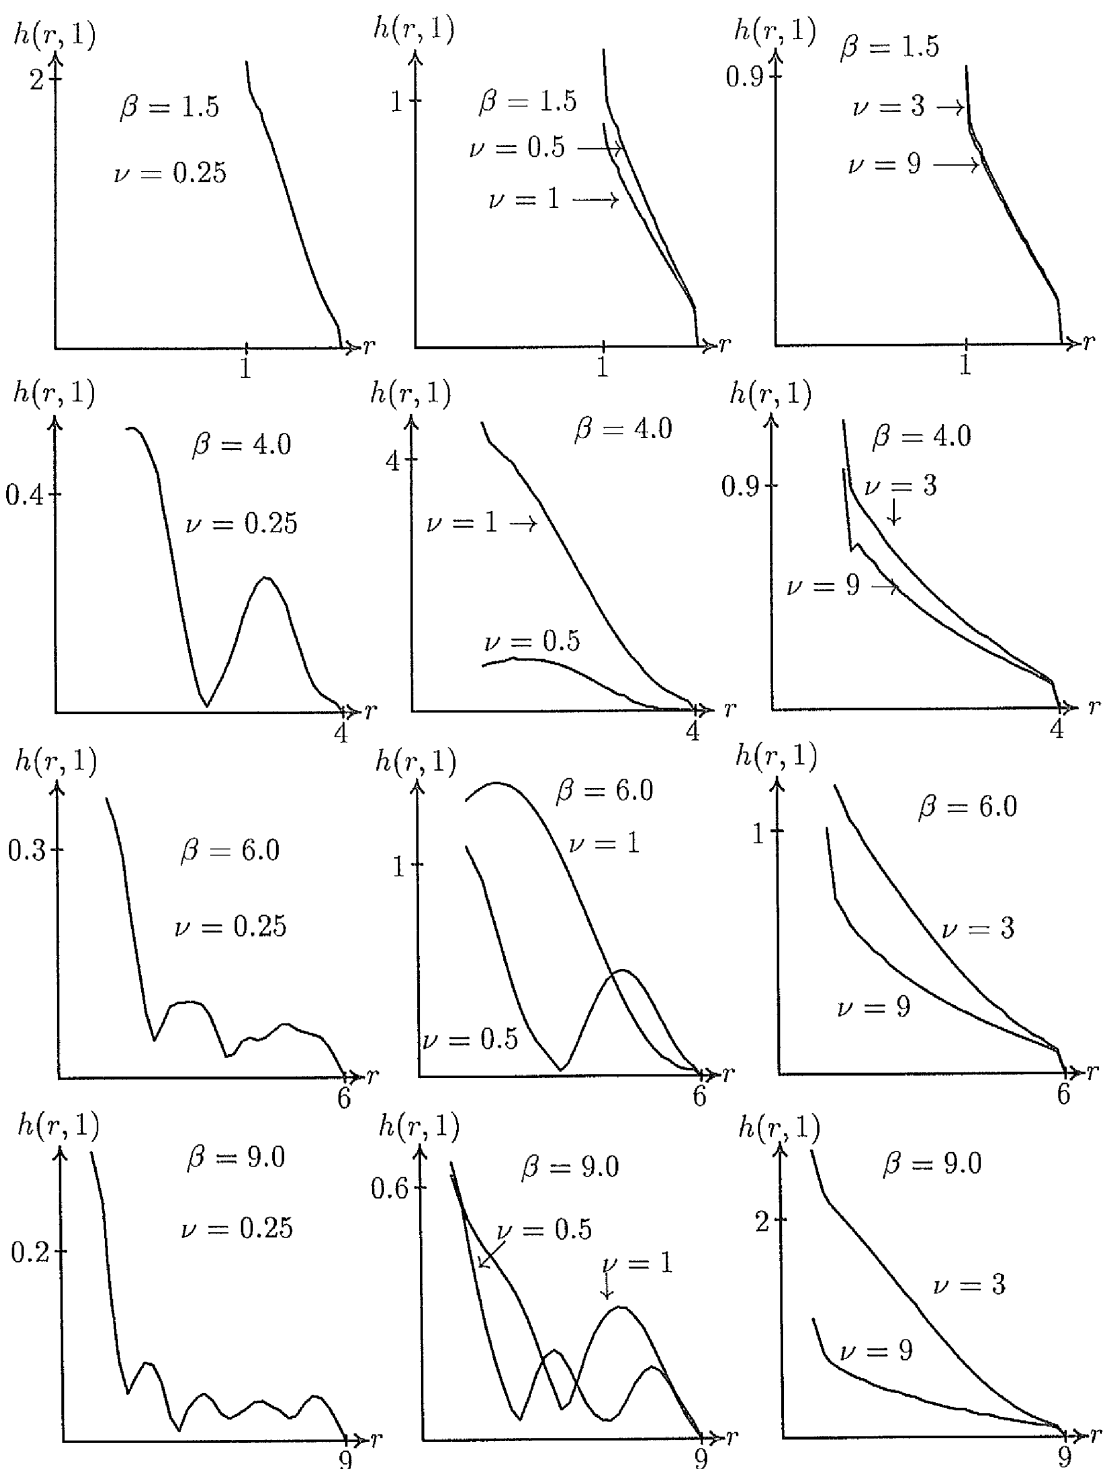 h(r, 1)
2
β = 1.5
ν = 0.25
1
r
h(r, 1)
1
β = 1.5
ν = 0.5
ν = 1
1
r
h(r, 1)
0.9
β = 1.5
ν = 3
ν = 9
1
r
h(r, 1)
0.4
β = 4.0
ν = 0.25
4
r
h(r, 1)
4
β = 4.0
ν = 1
ν = 0.5
4
r
h(r, 1)
0.9
β = 4.0
ν = 3
ν = 9
4
r
h(r, 1)
0.3
β = 6.0
ν = 0.25
6
r
h(r, 1)
1
β = 6.0
ν = 1
ν = 0.5
6
r
h(r, 1)
1
β = 6.0
ν = 3
ν = 9
6
r
h(r, 1)
0.2
β = 9.0
ν = 0.25
9
r
h(r, 1)
0.6
β = 9.0
ν = 0.5
ν = 1
9
r
h(r, 1)
2
β = 9.0
ν = 3
ν = 9
9
r